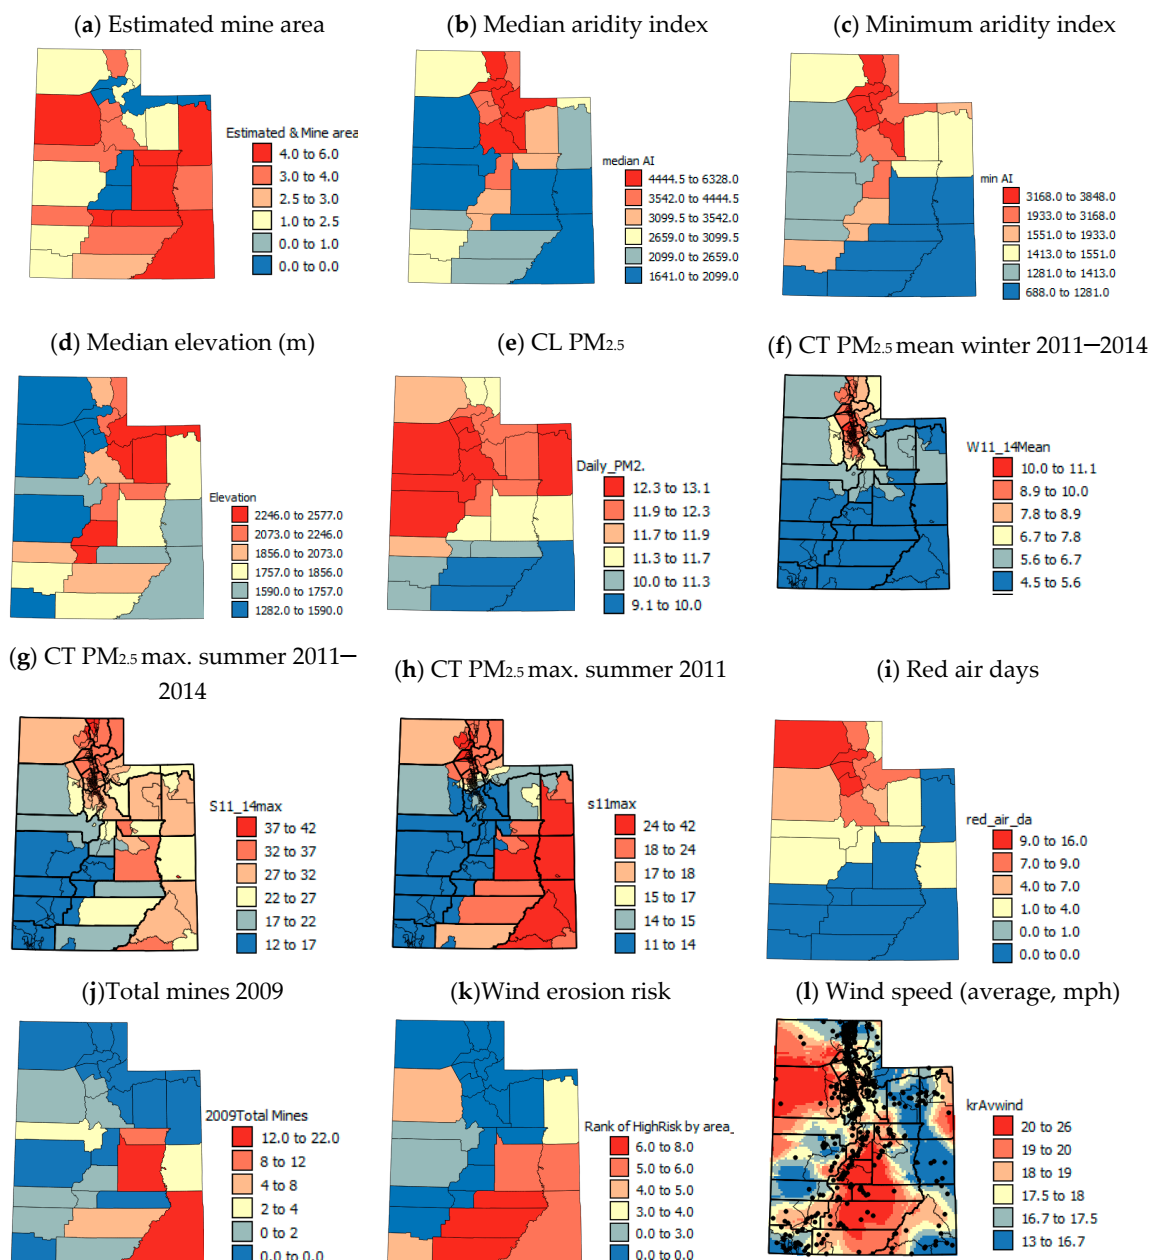 (a) Estimated mine area
(b) Median aridity index
(c) Minimum aridity index
Estimated & Mine area
4.0 to 6.0
3.0 to 4.0
2.5 to 3.0
1.0 to 2.5
0.0 to 1.0
0.0 to 0.0
median AI
4444.5 to 6328.0
3542.0 to 4444.5
3099.5 to 3542.0
2659.0 to 3099.5
2099.0 to 2659.0
1641.0 to 2099.0
min AI
3168.0 to 3848.0
1933.0 to 3168.0
1551.0 to 1933.0
1413.0 to 1551.0
1281.0 to 1413.0
688.0 to 1281.0
(d) Median elevation (m)
(e) CL PM2.5
(f) CT PM2.5 mean winter 2011–2014
Elevation
2246.0 to 2577.0
2073.0 to 2246.0
1856.0 to 2073.0
1757.0 to 1856.0
1590.0 to 1757.0
1282.0 to 1590.0
Daily_PM2.
12.3 to 13.1
11.9 to 12.3
11.7 to 11.9
11.3 to 11.7
10.0 to 11.3
9.1 to 10.0
W11_14Mean
10.0 to 11.1
8.9 to 10.0
7.8 to 8.9
6.7 to 7.8
5.6 to 6.7
4.5 to 5.6
(g) CT PM2.5 max. summer 2011–
2014
(h) CT PM2.5 max. summer 2011
(i) Red air days
S11_14max
37 to 42
32 to 37
27 to 32
22 to 27
17 to 22
12 to 17
s11max
24 to 42
18 to 24
17 to 18
15 to 17
14 to 15
11 to 14
red_air_da
9.0 to 16.0
7.0 to 9.0
4.0 to 7.0
1.0 to 4.0
0.0 to 1.0
0.0 to 0.0
(j)Total mines 2009
(k)Wind erosion risk
(l) Wind speed (average, mph)
2009Total Mines
12.0 to 22.0
8 to 12
4 to 8
2 to 4
0 to 2
0.0 to 0.0
Rank of HighRisk by area_
6.0 to 8.0
5.0 to 6.0
4.0 to 5.0
3.0 to 4.0
0.0 to 3.0
0.0 to 0.0
krAvwind
20 to 26
19 to 20
18 to 19
17.5 to 18
16.7 to 17.5
13 to 16.7